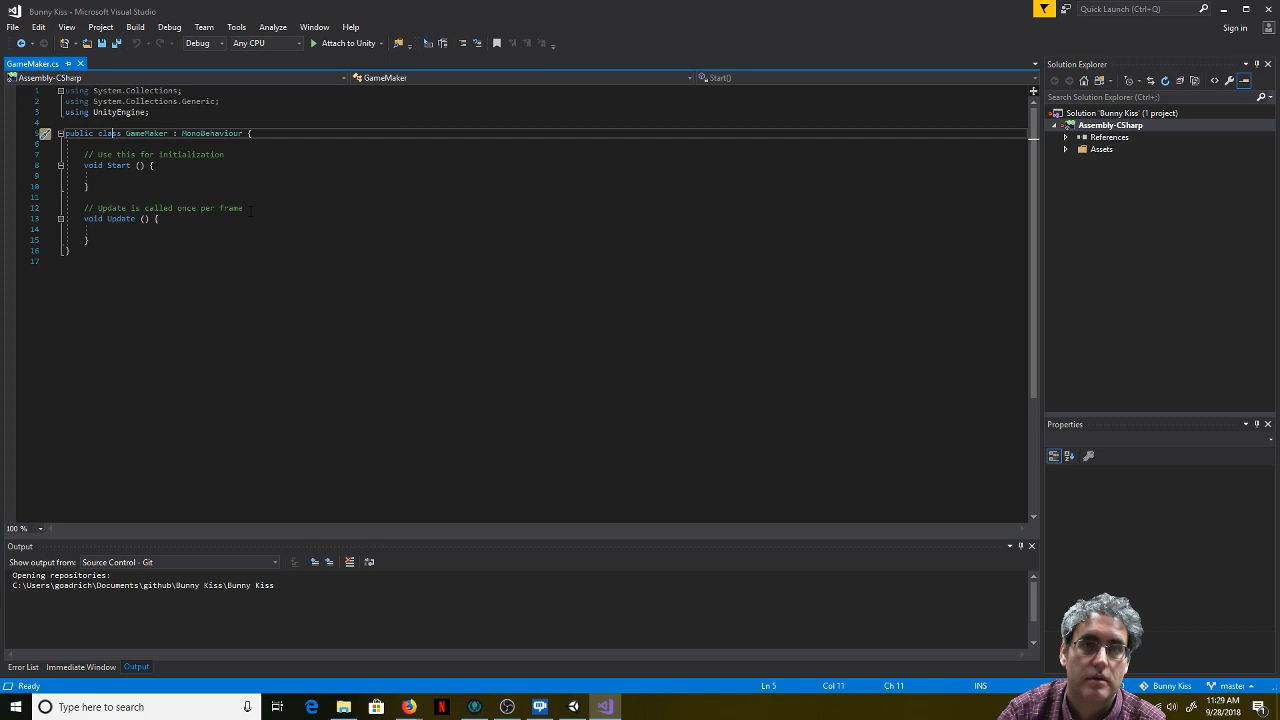 Bunny Kiss - Microsoft Visual Studio
Quick Launch (Ctrl+Q)
File Edit View Project Build Debug Team Tools Analyze Window Help
Sign in
Debug Any CPU Attach to Unity
GameMaker.cs
Solution Explorer
Assembly-CSharp GameMaker Start()
1 using System.Collections;
2 using System.Collections.Generic;
3 using UnityEngine;
4
5 public class GameMaker : MonoBehaviour {
6
7 // Use this for initialization
8 void Start () {
9
10 }
11
12 // Update is called once per frame
13 void Update () {
14
15 }
16 }
17
Search Solution Explorer (Ctrl+;)
Solution 'Bunny Kiss' (1 project)
Assembly-CSharp
References
Assets
Properties
100 %
Output
Show output from: Source Control - Git
Opening repositories:
C:\Users\goadrich\Documents\github\Bunny Kiss\Bunny Kiss
Error List Immediate Window Output
Ready Ln 5 Col 11 Ch 11 INS Bunny Kiss master
Type here to search
11:29 AM
9/28/2018